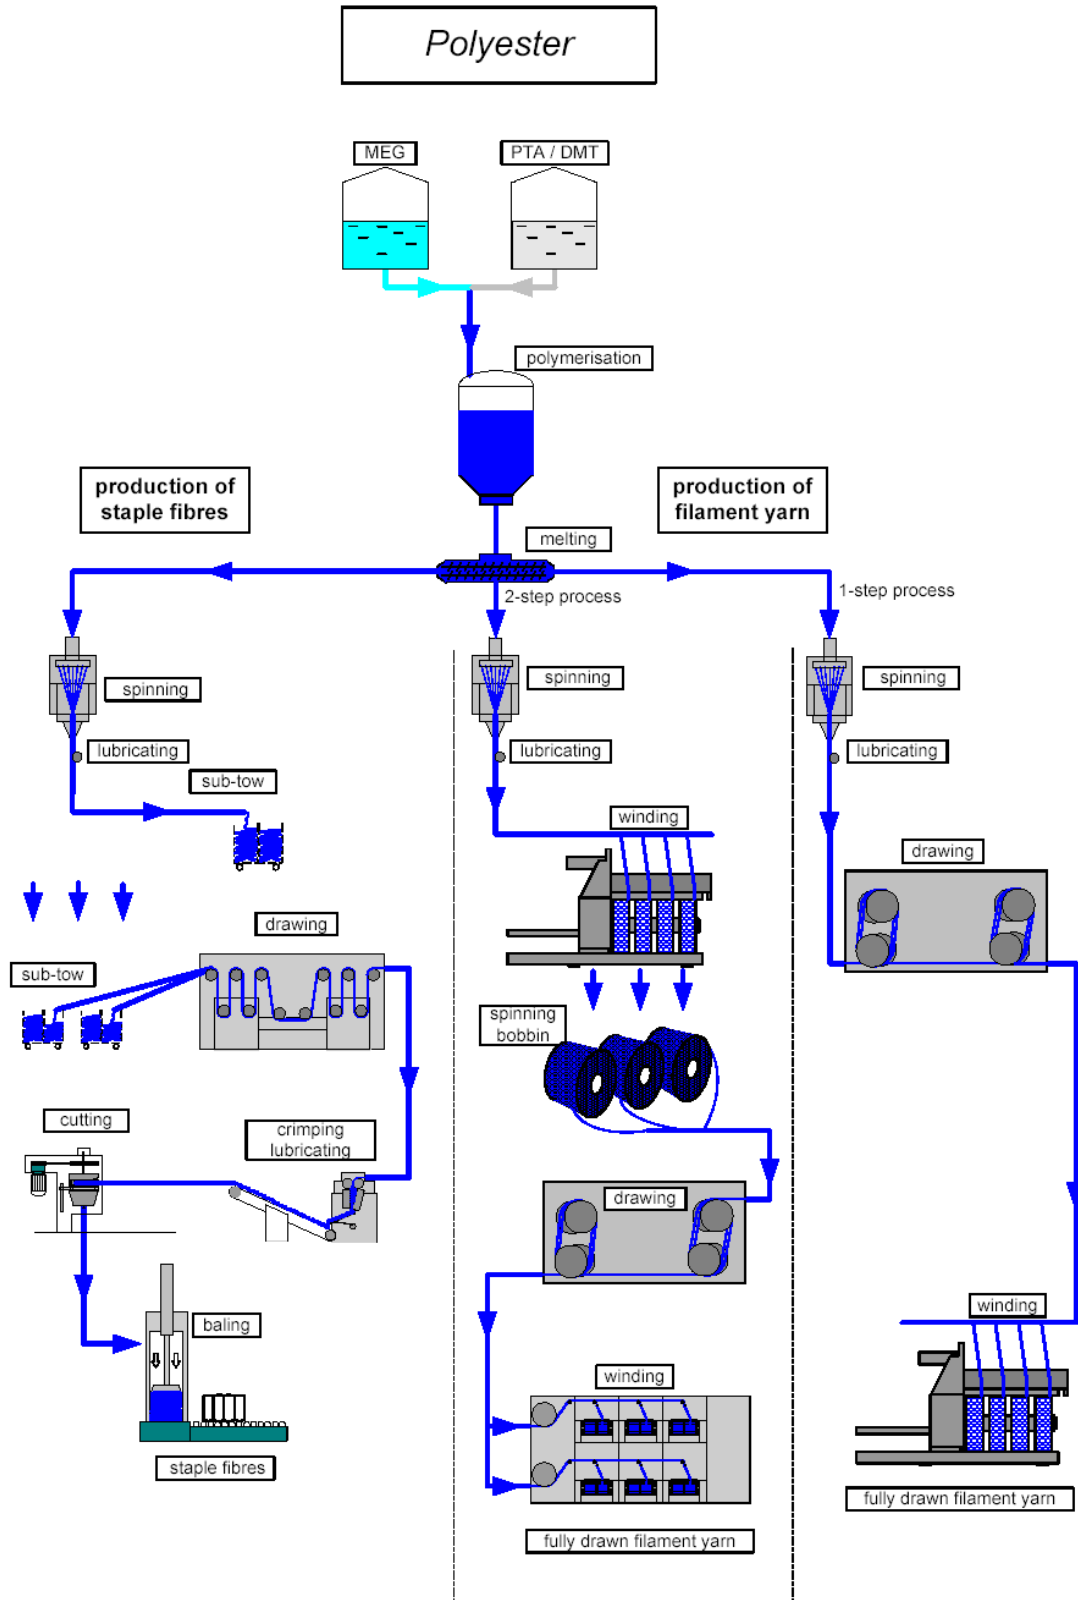 Polyester
MEG
PTA / DMT
polymerisation
production of
staple fibres
production of
filament yarn
melting
2-step process
1-step process
spinning
lubricating
sub-tow
drawing
sub-tow
crimping
lubricating
cutting
baling
staple fibres
spinning
lubricating
winding
spinning
bobbin
drawing
winding
fully drawn filament yarn
spinning
lubricating
drawing
winding
fully drawn filament yarn